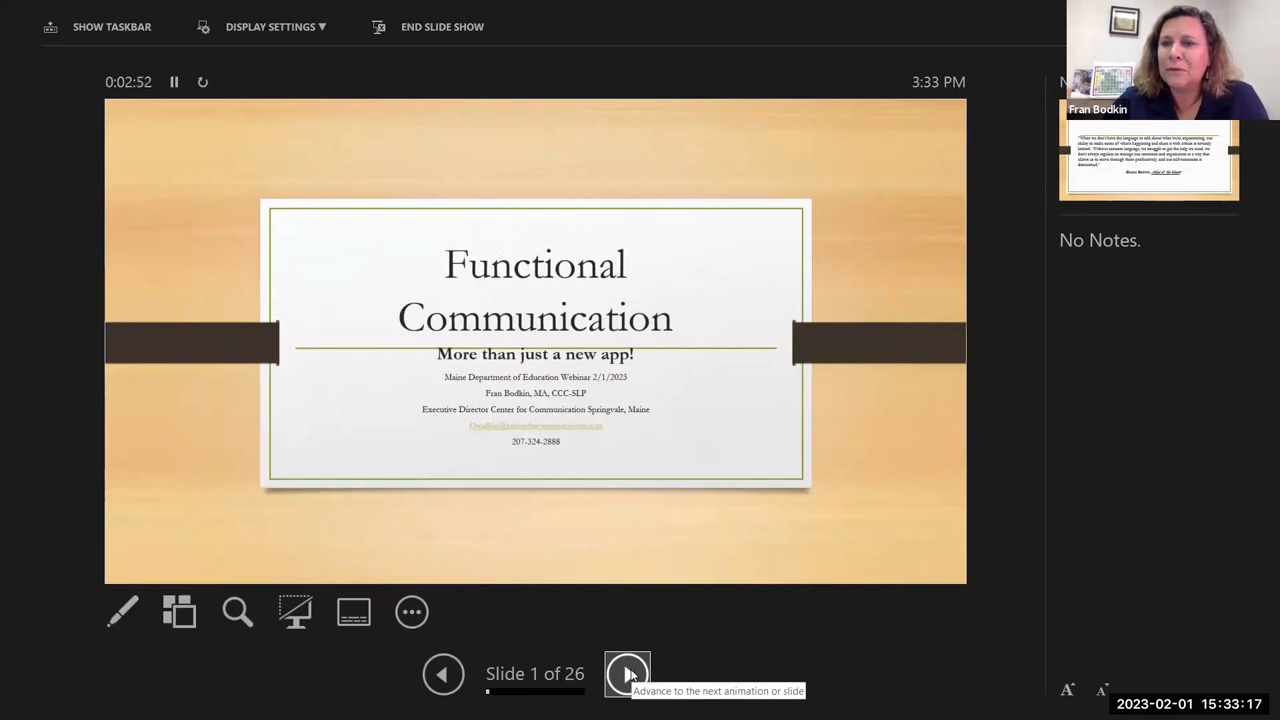 SHOW TASKBAR
DISPLAY SETTINGS ▼
END SLIDE SHOW
0:02:52
3:33 PM
Fran Bodkin
Functional
Communication
More than just a new app!
Maine Department of Education Webinar 2/1/2023
Fran Bodkin, MA, CCC-SLP
Executive Director Center for Communication Springvale, Maine
207-324-2888
No Notes.
Slide 1 of 26
Advance to the next animation or slide
2023-02-01 15:33:17